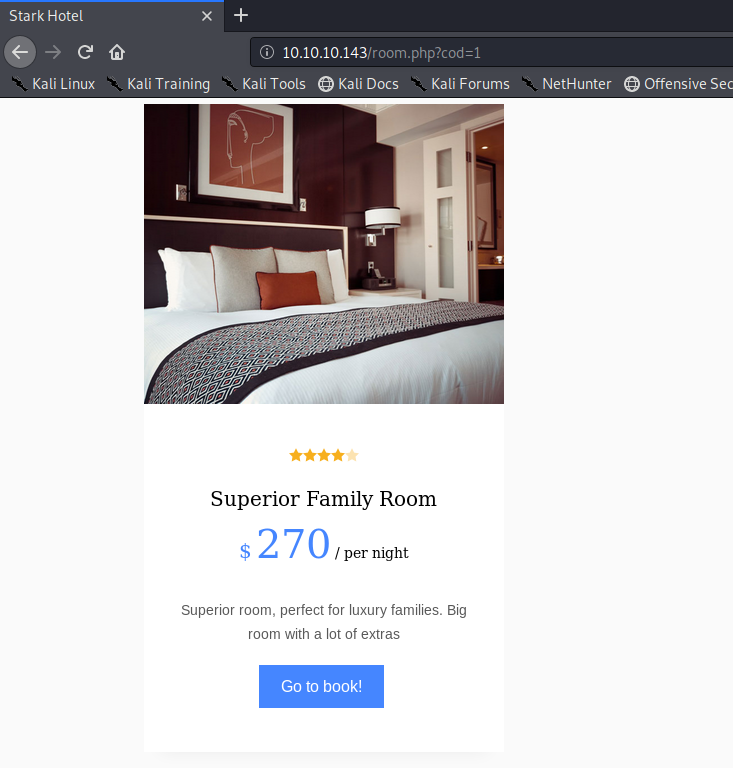 Stark Hotel
10.10.10.143/room.php?cod=1
Kali Linux Kali Training Kali Tools Kali Docs Kali Forums NetHunter Offensive Sec
Superior Family Room
$ 270 / per night
Superior room, perfect for luxury families. Big
room with a lot of extras
Go to book!